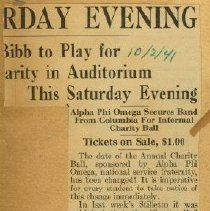 RDAY EVENING
Bibb to Play for 10/2/41
arity in Auditorium
This Saturday Evening
Alpha Phi Omega Secures Band
From Columbia For Informal
Charity Ball
Tickets on Sale, $1.00
The date of the Annual Charity
Ball, sponsored by Alpha Phi
Omega, national service fraternity,
has been changed! It is imperative
for every student to take notice of
this change immediately.
In last week's Stiletto it was